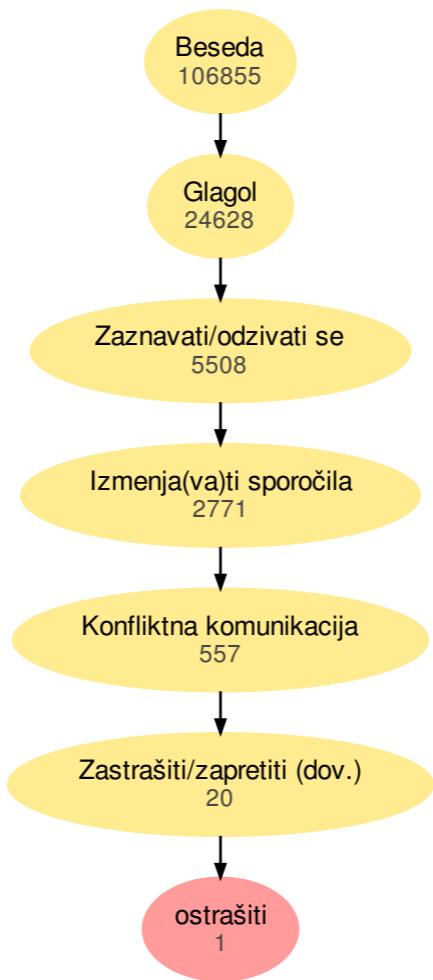 Beseda
106855
Glagol
24628
Zaznavati/odzivati se
5508
Izmenja(va)ti sporočila
2771
Konfliktna komunikacija
557
Zastrašiti/zapretiti (dov.)
20
ostrašiti
1